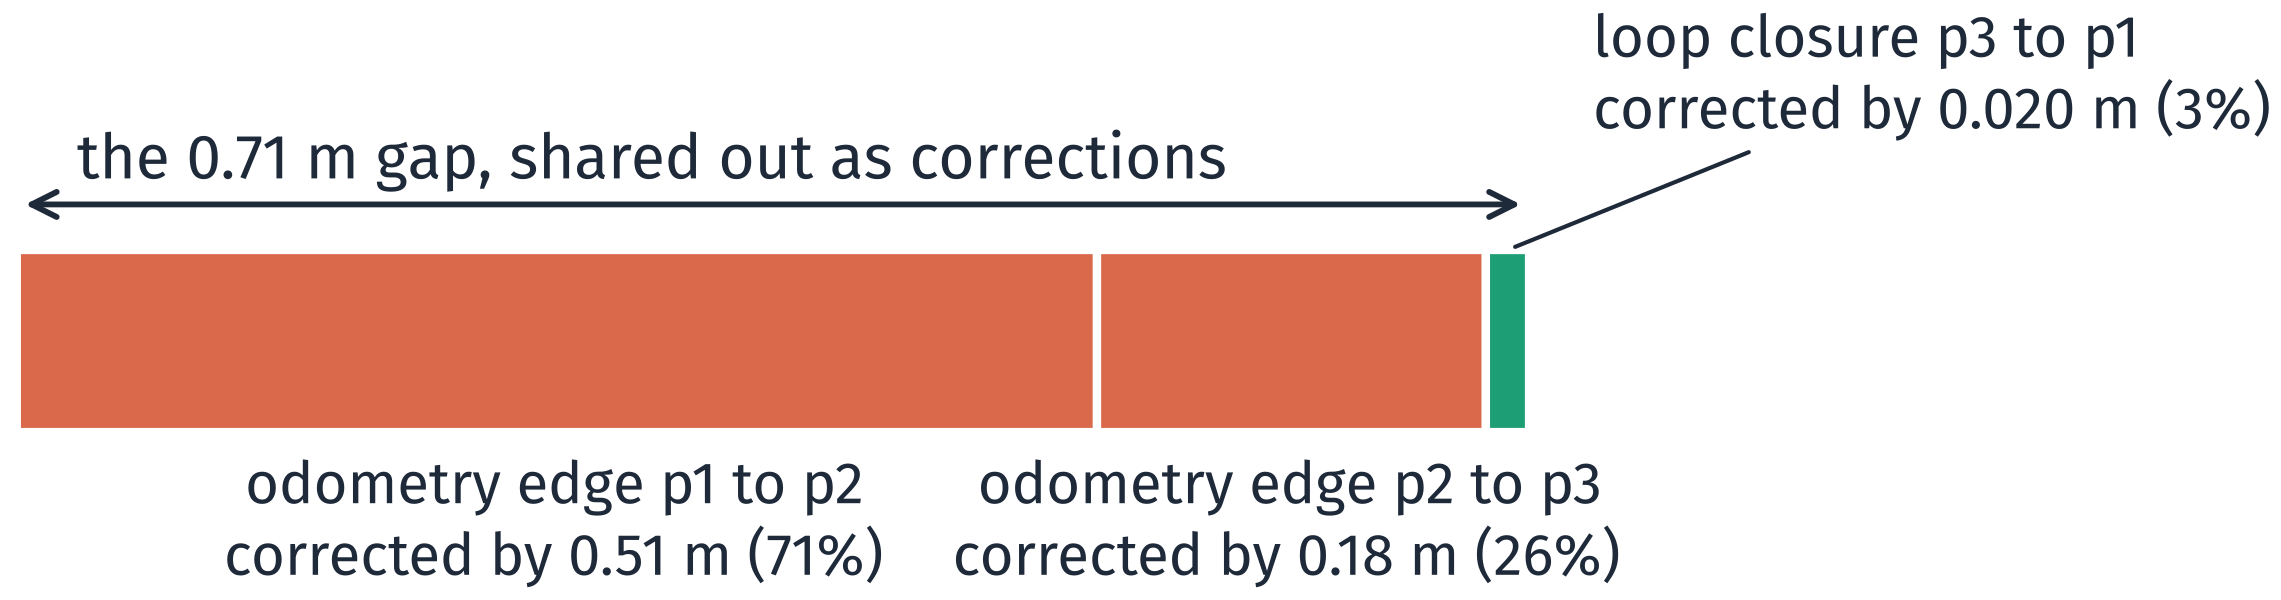 loop closure p3 to p1
corrected by 0.020 m (3%)
the 0.71 m gap, shared out as corrections
odometry edge p1 to p2
corrected by 0.51 m (71%)
odometry edge p2 to p3
corrected by 0.18 m (26%)